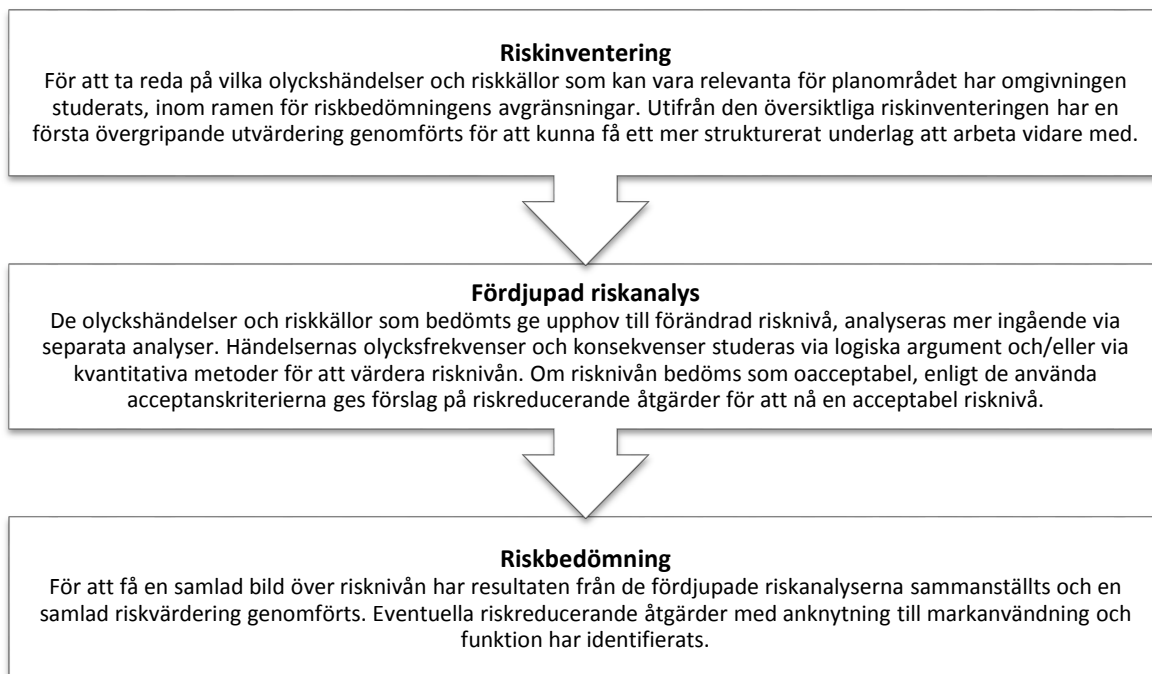 Riskinventering
För att ta reda på vilka olyckshändelser och riskkällor som kan vara relevanta för planområdet har omgivningen
studerats, inom ramen för riskbedömningens avgränsningar. Utifrån den översiktliga riskinventeringen har en
första övergripande utvärdering genomförts för att kunna få ett mer strukturerat underlag att arbeta vidare med.
Fördjupad riskanalys
De olyckshändelser och riskkällor som bedömts ge upphov till förändrad risknivå, analyseras mer ingående via
separata analyser. Händelsernas olycksfrekvenser och konsekvenser studeras via logiska argument och/eller via
kvantitativa metoder för att värdera risknivån. Om risknivån bedöms som oacceptabel, enligt de använda
acceptanskriterierna ges förslag på riskreducerande åtgärder för att nå en acceptabel risknivå.
Riskbedömning
För att få en samlad bild över risknivån har resultaten från de fördjupade riskanalyserna sammanställts och en
samlad riskvärdering genomförts. Eventuella riskreducerande åtgärder med anknytning till markanvändning och
funktion har identifierats.